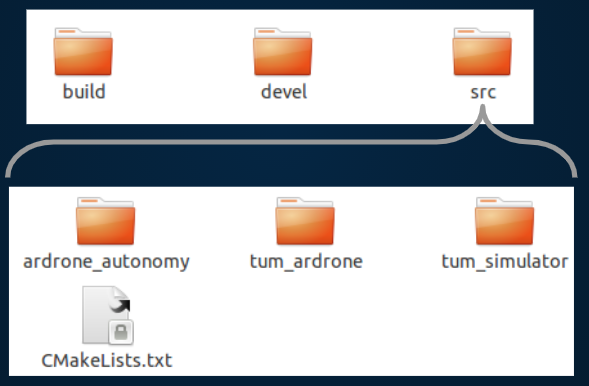 build devel src
ardrone_autonomy tum_ardrone tum_simulator
CMakeLists.txt